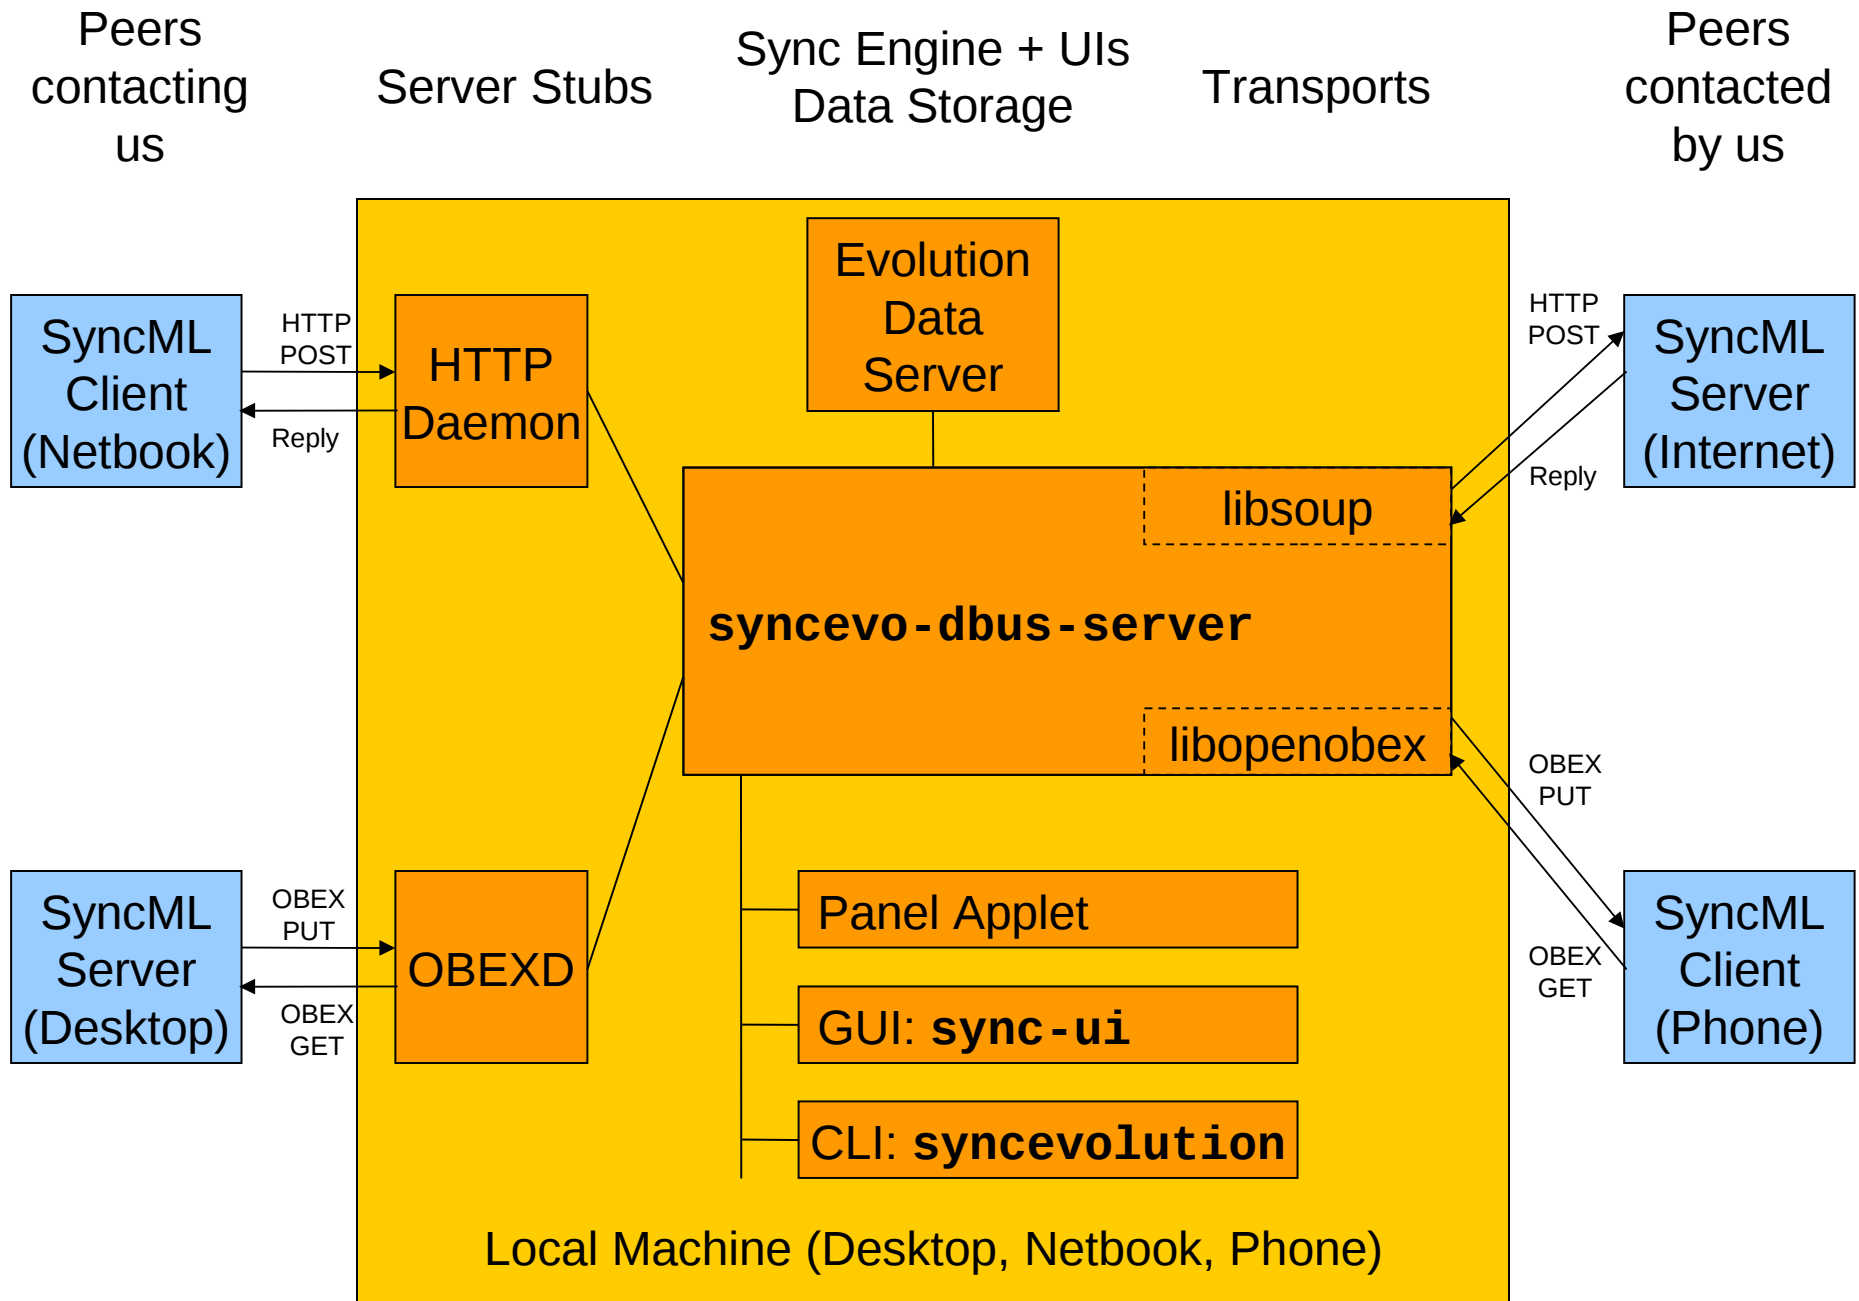 Peers
contacting
us
Server Stubs
Sync Engine + UIs
Data Storage
Transports
Peers
contacted
by us
SyncML
Client
(Netbook)
HTTP
POST
Reply
HTTP
Daemon
Evolution
Data
Server
HTTP
POST
Reply
SyncML
Server
(Internet)
libsoup
syncevo-dbus-server
libopenobex
SyncML
Server
(Desktop)
OBEX
PUT
OBEX
GET
OBEXD
Panel Applet
GUI: sync-ui
CLI: syncevolution
OBEX
PUT
OBEX
GET
SyncML
Client
(Phone)
Local Machine (Desktop, Netbook, Phone)